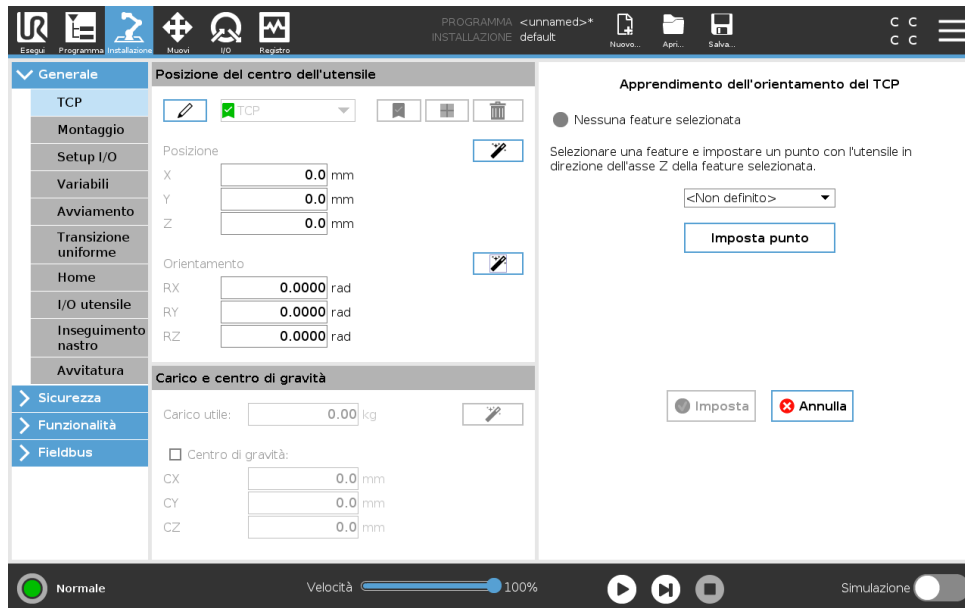 UR
Esegui
Programma
Installazione
Muovi
I/O
Registro
PROGRAMMA <unnamed>*
INSTALLAZIONE default
Nuovo...
Apri...
Salva...
C C
C C
Generale
TCP
Montaggio
Setup I/O
Variabili
Avviamento
Transizione
uniforme
Home
I/O utensile
Inseguimento
nastro
Avvitatura
Sicurezza
Funzionalità
Fieldbus
Posizione del centro dell'utensile
TCP
Posizione
X 0.0 mm
Y 0.0 mm
Z 0.0 mm
Orientamento
RX 0.0000 rad
RY 0.0000 rad
RZ 0.0000 rad
Carico e centro di gravità
Carico utile: 0.00 kg
Centro di gravità:
CX 0.0 mm
CY 0.0 mm
CZ 0.0 mm
Apprendimento dell'orientamento del TCP
Nessuna feature selezionata
Selezionare una feature e impostare un punto con l'utensile in
direzione dell'asse Z della feature selezionata.
<Non definito>
Imposta punto
Imposta
Annulla
Normale
Velocità 100%
Simulazione